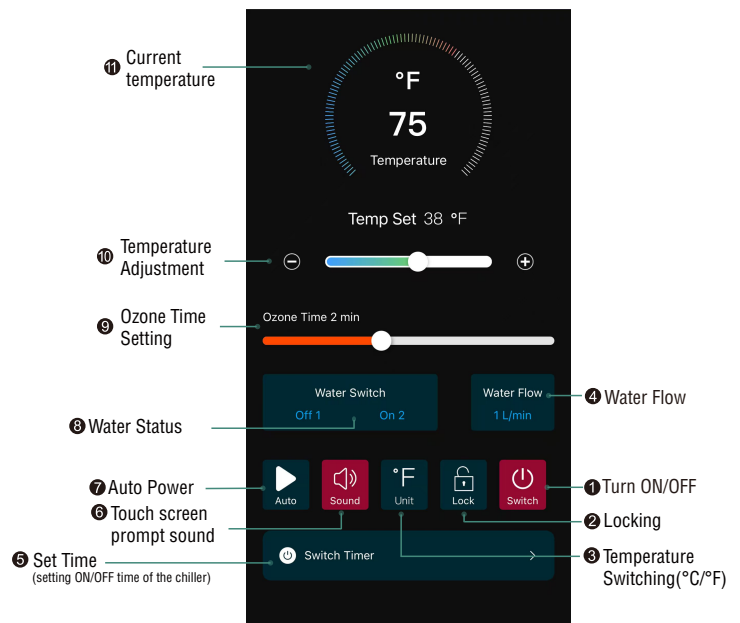 ⓫ Current
temperature
°F
75
Temperature
Temp Set 38 °F
❿ Temperature
Adjustment
❾ Ozone Time
Setting
Ozone Time 2 min
Water Switch
Off 1 On 2
Water Flow
1 L/min
❹ Water Flow
❽ Water Status
❼ Auto Power
Auto
Sound
°F
Unit
Lock
Switch
❶ Turn ON/OFF
❻ Touch screen
prompt sound
❷ Locking
❺ Set Time
(setting ON/OFF time of the chiller)
Switch Timer
❸ Temperature
Switching(°C/°F)